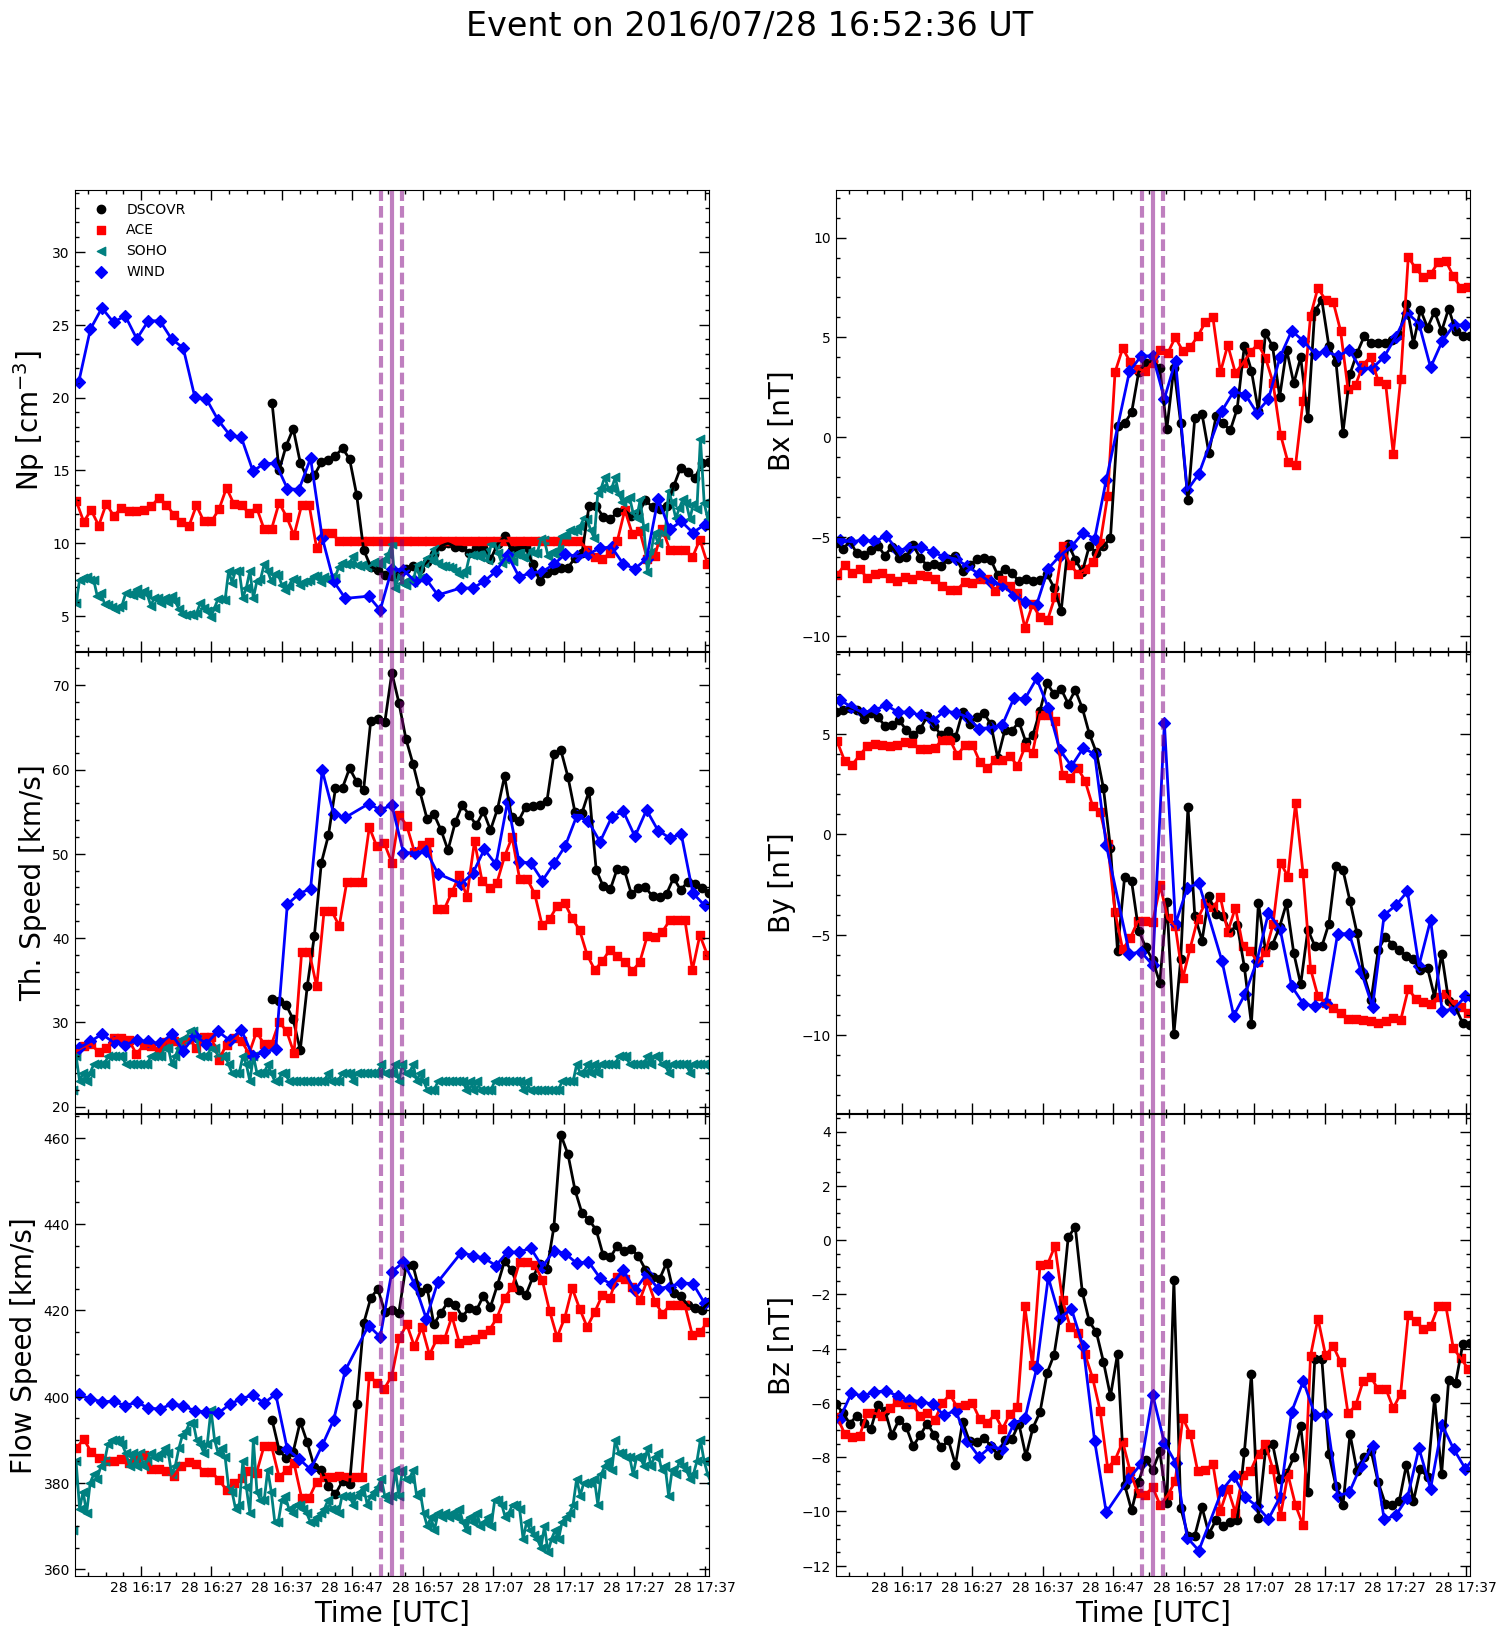 Event on 2016/07/28 16:52:36 UT
DSCOVR
ACE
SOHO
WIND
Np [cm⁻³]
30
25
20
15
10
5
Bx [nT]
10
5
0
−5
−10
Th. Speed [km/s]
70
60
50
40
30
20
By [nT]
5
0
−5
−10
Flow Speed [km/s]
460
440
420
400
380
360
Bz [nT]
4
2
0
−2
−4
−6
−8
−10
−12
28 16:17 28 16:27 28 16:37 28 16:47 28 16:57 28 17:07 28 17:17 28 17:27 28 17:37
Time [UTC]
28 16:17 28 16:27 28 16:37 28 16:47 28 16:57 28 17:07 28 17:17 28 17:27 28 17:37
Time [UTC]